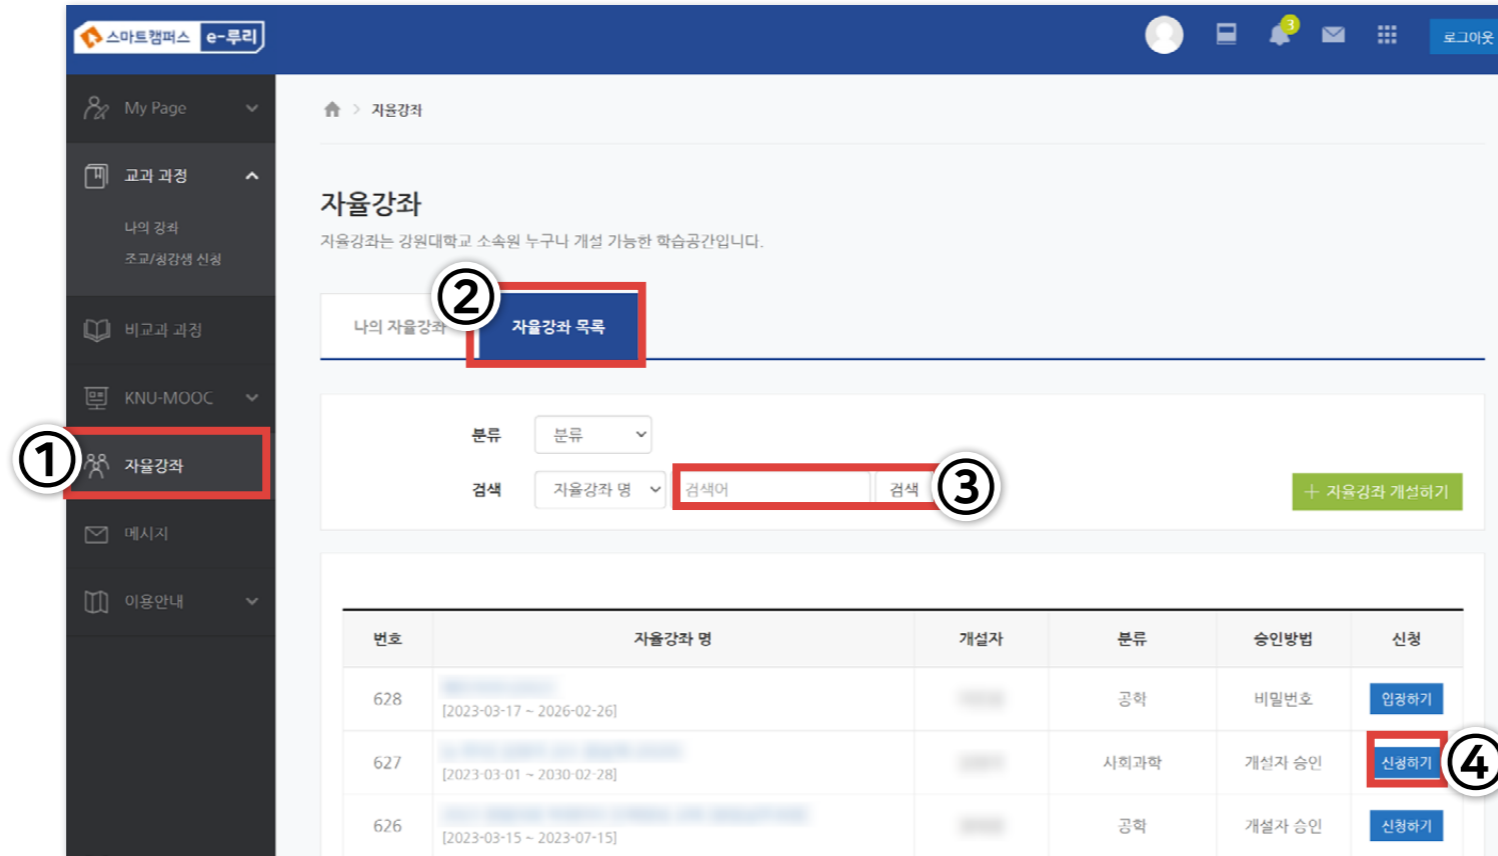 스마트캠퍼스 e-루리
3
로그아웃
My Page
교과 과정
나의 강좌
조교/청강생 신청
비교과 과정
KNU-MOOC
① 자율강좌
메시지
이용안내
> 자율강좌
자율강좌
자율강좌는 강원대학교 소속원 누구나 개설 가능한 학습공간입니다.
나의 자율강좌 ② 자율강좌 목록
분류 분류
검색 자율강좌 명 검색어 검색 ③
+ 자율강좌 개설하기
번호 자율강좌 명 개설자 분류 승인방법 신청
628 [2023-03-17 ~ 2026-02-26] 공학 비밀번호 입장하기
627 [2023-03-01 ~ 2030-02-28] 사회과학 개설자 승인 신청하기 ④
626 [2023-03-15 ~ 2023-07-15] 공학 개설자 승인 신청하기